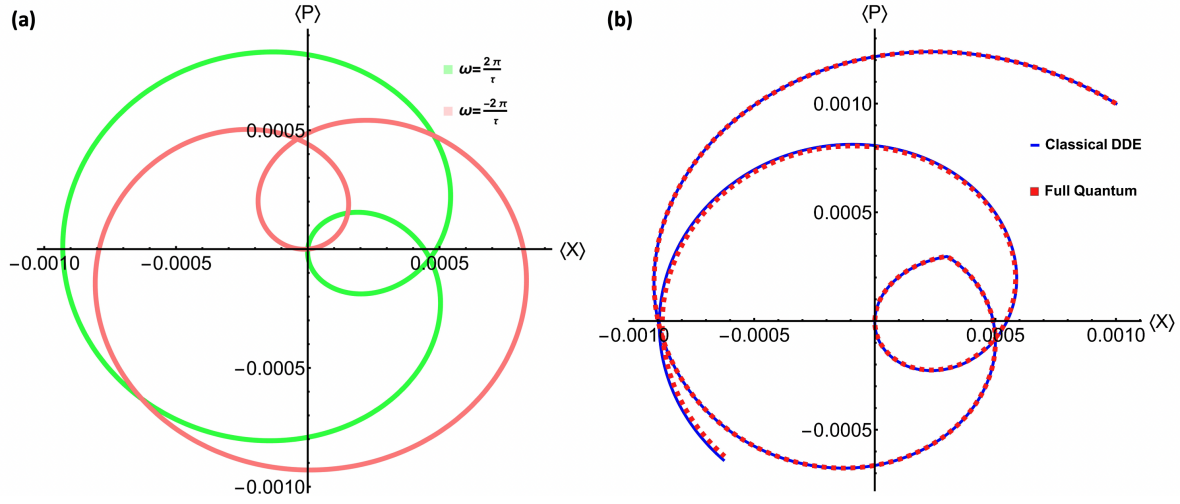 (a)
⟨P⟩
ω=2π/τ
ω=-2π/τ
0.0005
⟨X⟩
-0.0010
-0.0005
0.0005
-0.0005
-0.0010
(b)
⟨P⟩
0.0010
Classical DDE
Full Quantum
0.0005
⟨X⟩
-0.0010
-0.0005
0.0005
0.0010
-0.0005